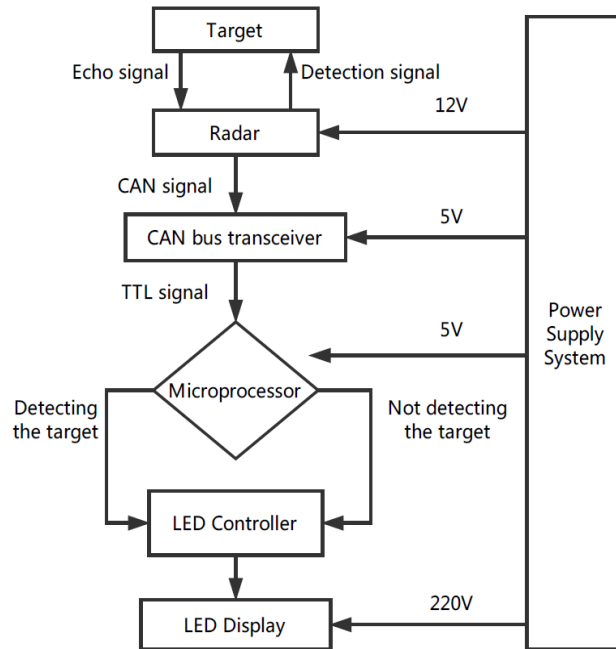 Target
Echo signal
Detection signal
12V
Radar
CAN signal
5V
CAN bus transceiver
TTL signal
Power
Supply
System
5V
Microprocessor
Detecting
the target
Not detecting
the target
LED Controller
220V
LED Display